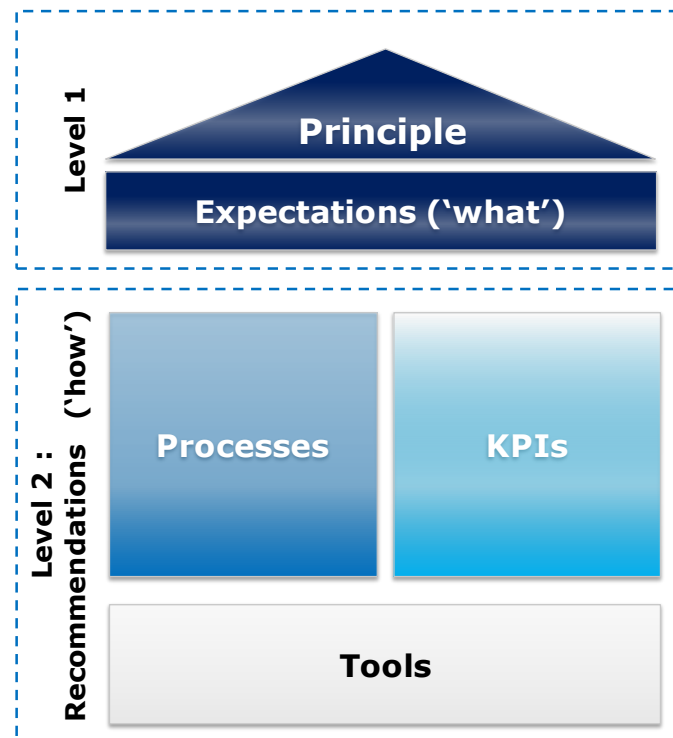 Level 1
Principle
Expectations (‘what’)
Level 2 :
Recommendations (‘how’)
Processes
KPIs
Tools